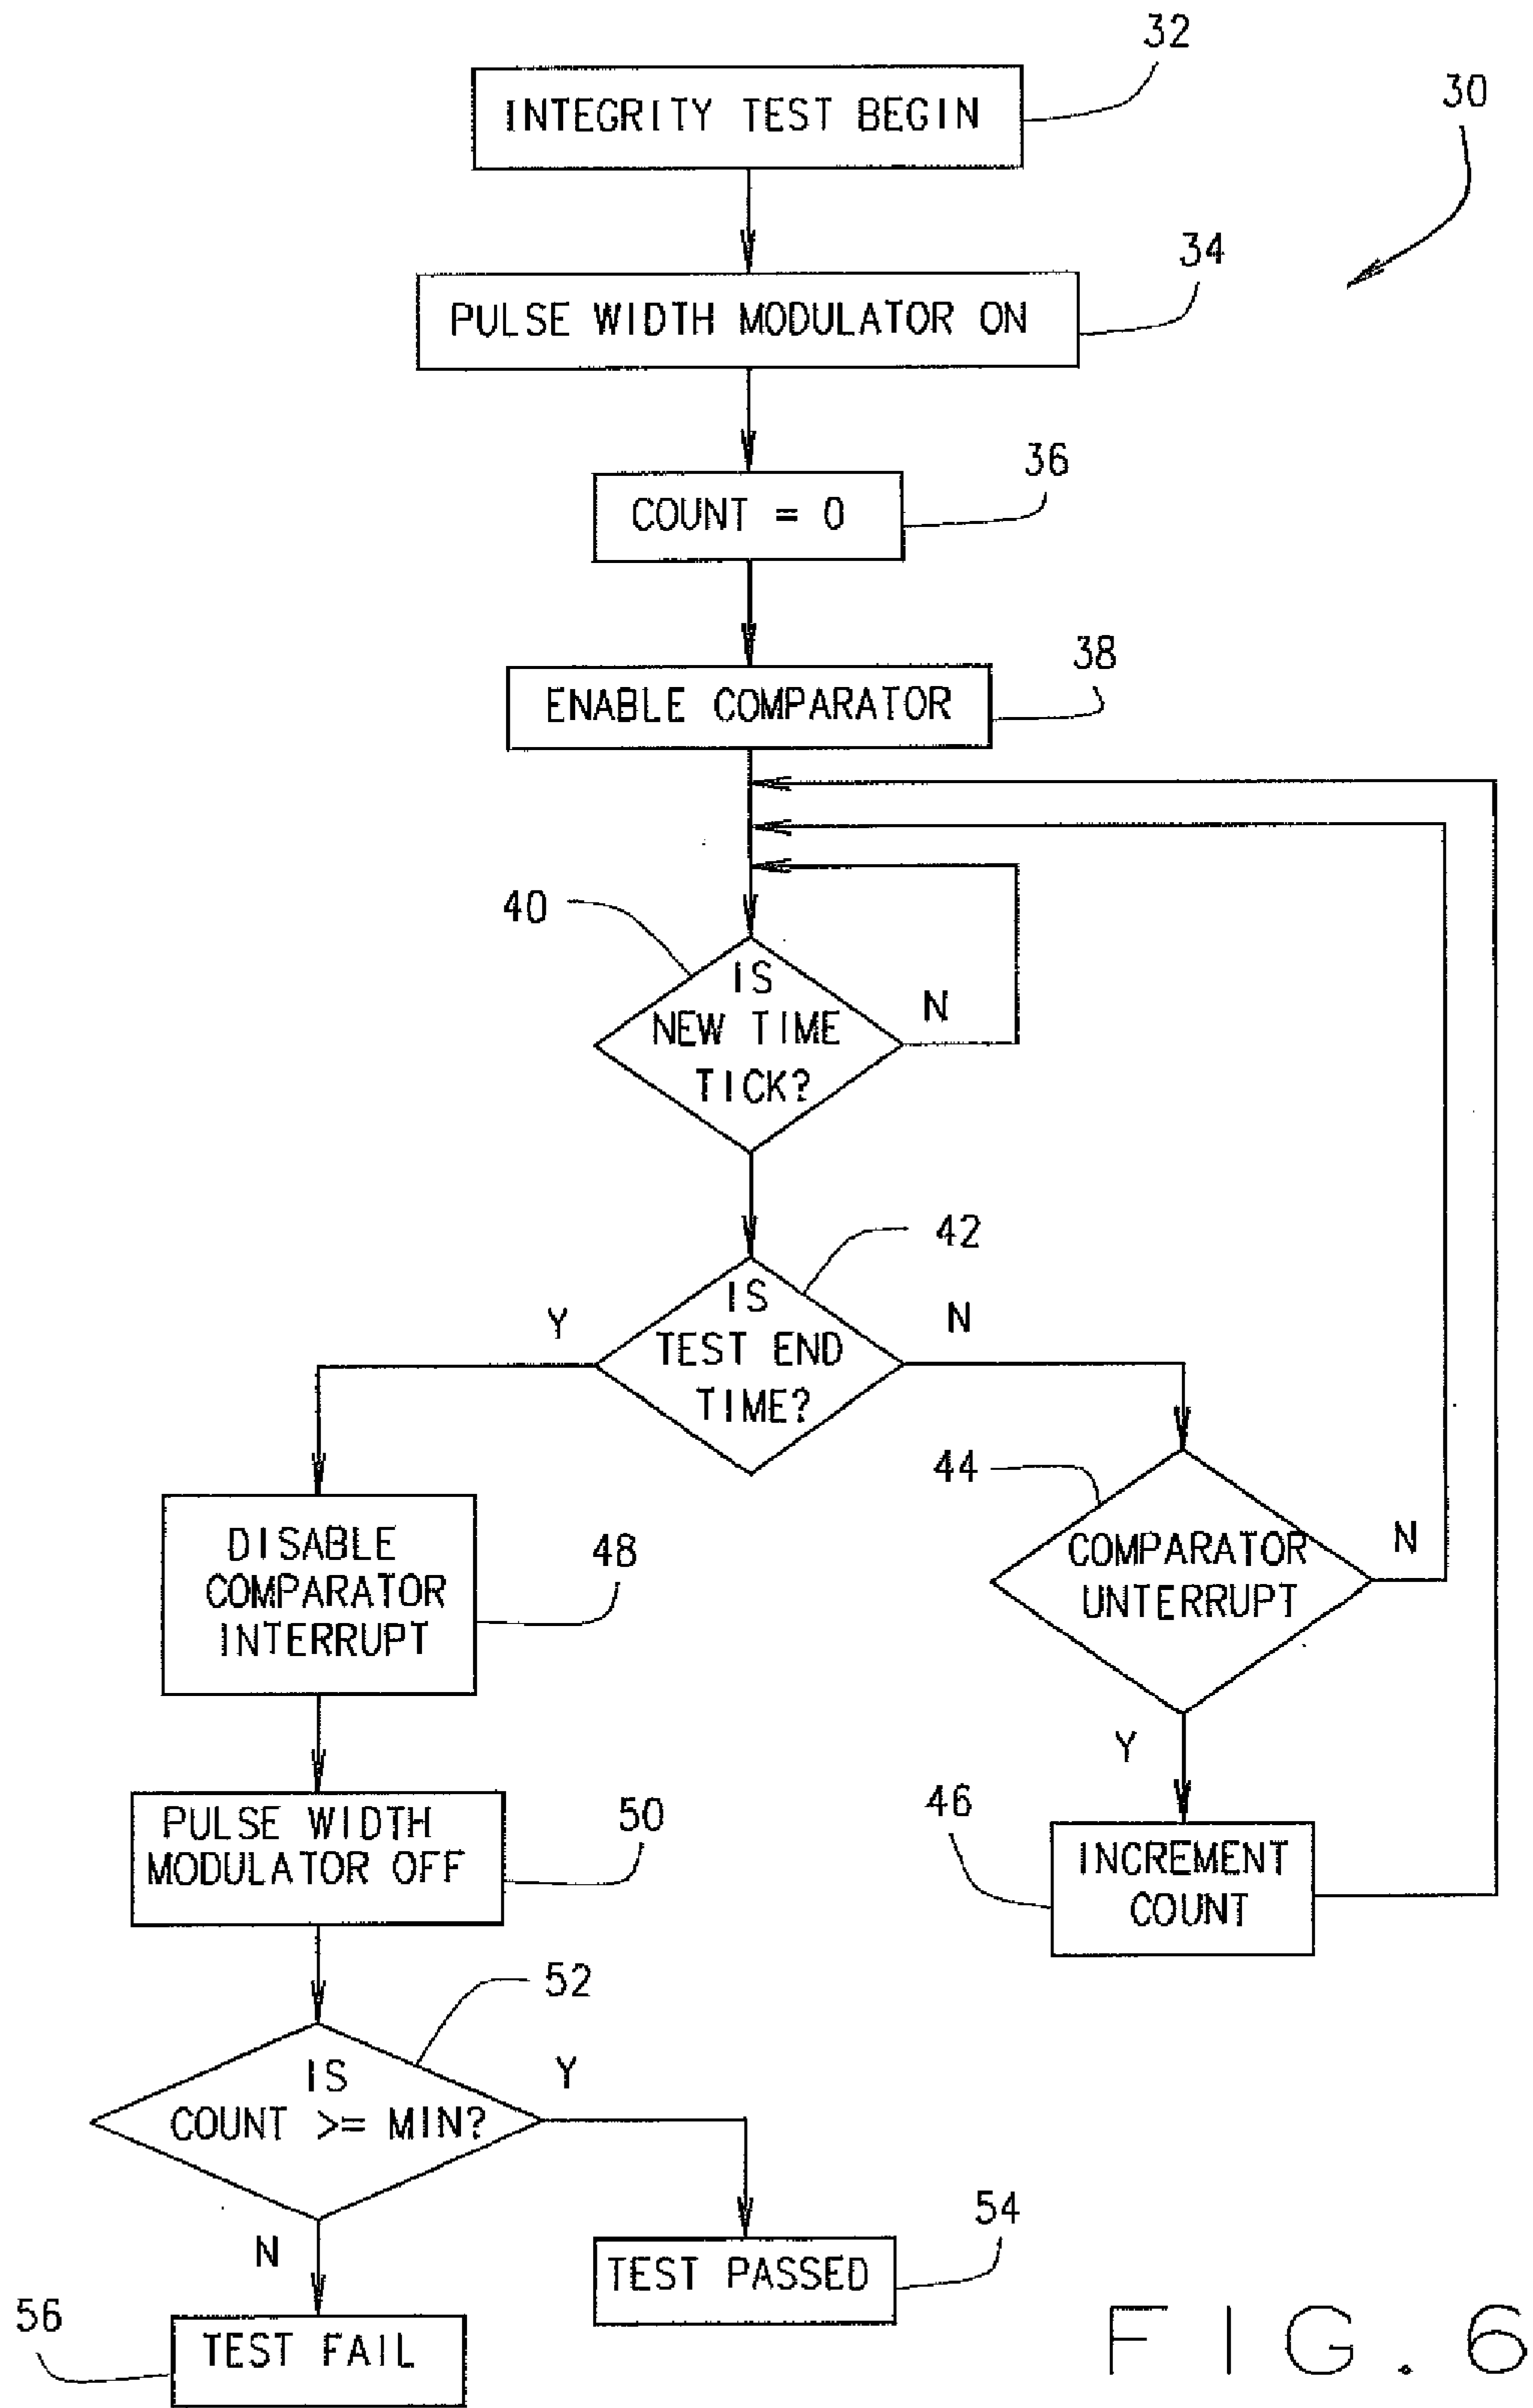 32
INTEGRITY TEST BEGIN
30
34
PULSE WIDTH MODULATOR ON
36
COUNT = 0
38
ENABLE COMPARATOR
40
IS
NEW TIME
TICK?
N
42
IS
TEST END
TIME?
Y
N
44
COMPARATOR
UNTERRUPT
N
Y
DISABLE
COMPARATOR
INTERRUPT
48
46
INCREMENT
COUNT
PULSE WIDTH
MODULATOR OFF
50
52
IS
COUNT >= MIN?
Y
N
54
TEST PASSED
56
TEST FAIL
FIG. 6